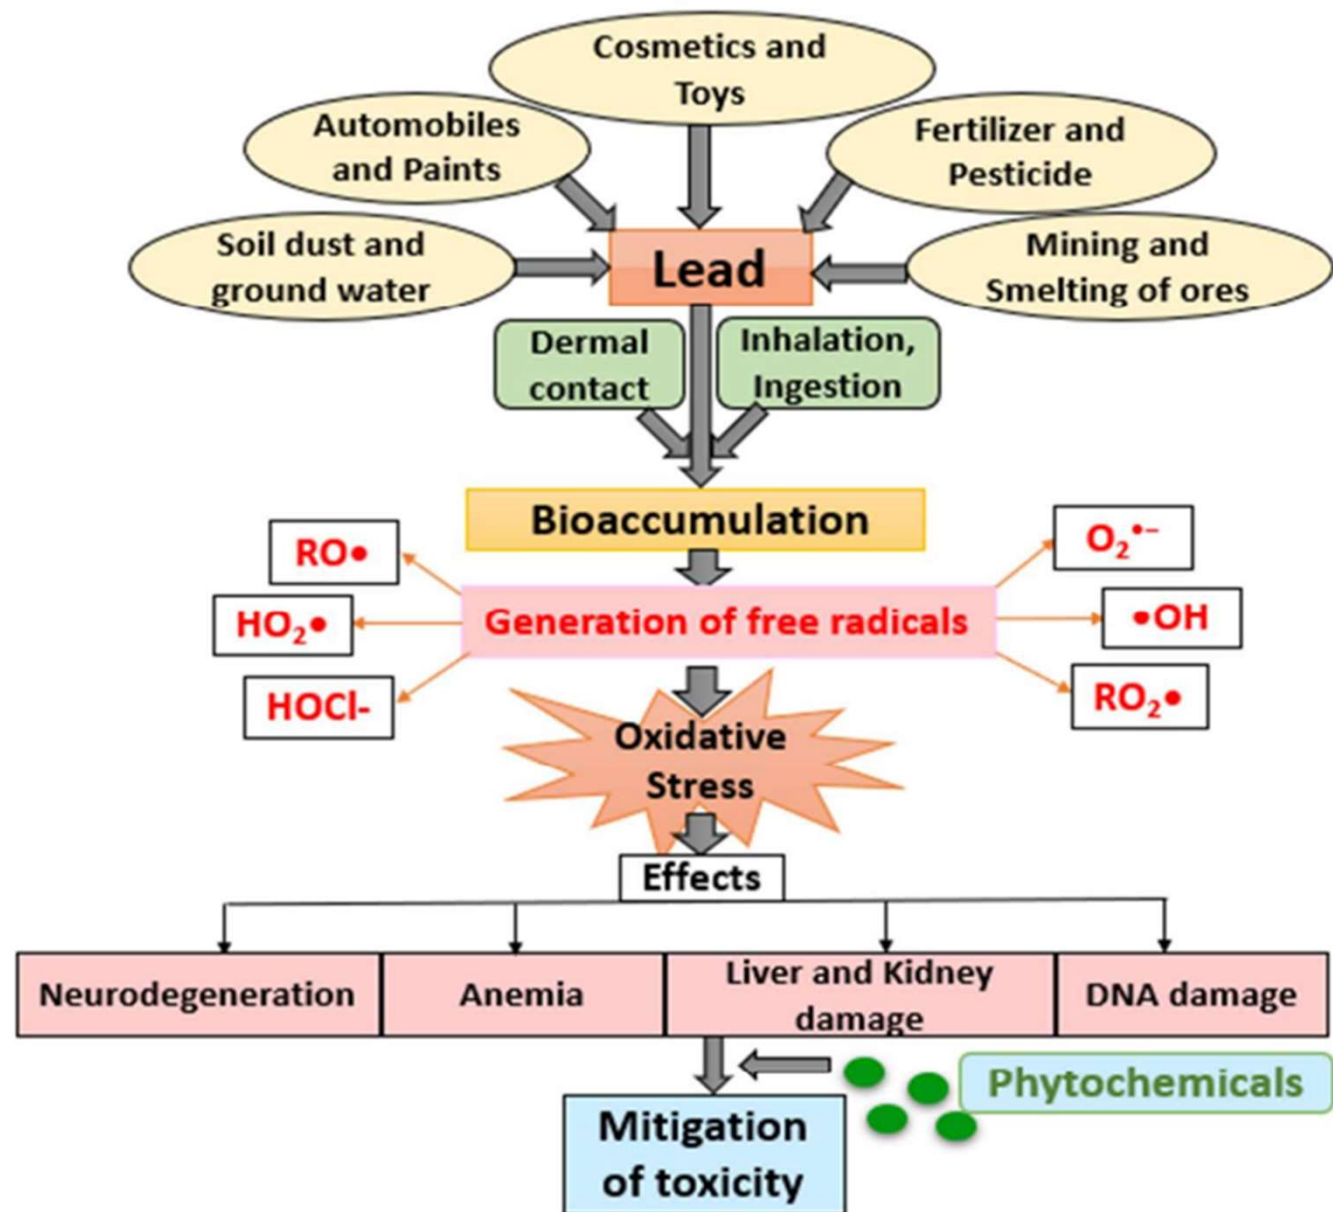 Cosmetics and
Toys
Automobiles
and Paints
Fertilizer and
Pesticide
Soil dust and
ground water
Lead
Mining and
Smelting of ores
Dermal
contact
Inhalation,
Ingestion
Bioaccumulation
RO•
O₂•–
HO₂•
Generation of free radicals
•OH
HOCl-
RO₂•
Oxidative
Stress
Effects
Neurodegeneration
Anemia
Liver and Kidney
damage
DNA damage
Phytochemicals
Mitigation
of toxicity